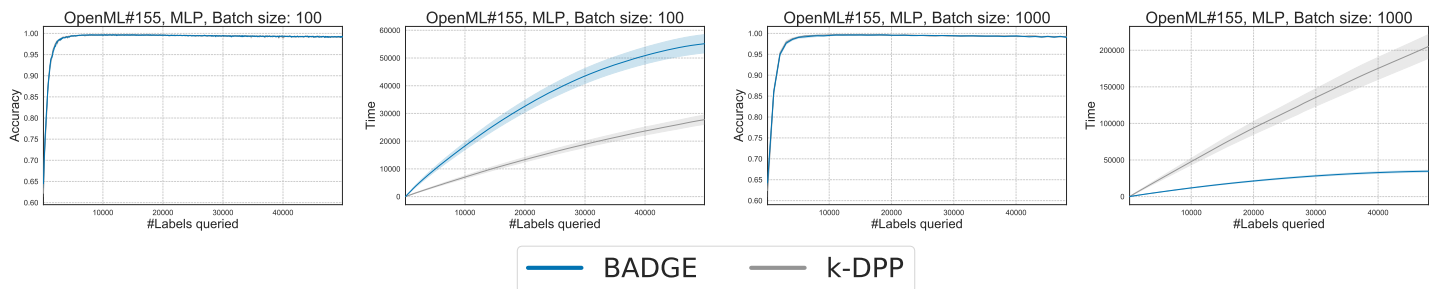 OpenML#155, MLP, Batch size: 100
Accuracy
1.00
0.95
0.90
0.85
0.80
0.75
0.70
0.65
0.60
10000 20000 30000 40000
#Labels queried
OpenML#155, MLP, Batch size: 100
Time
60000
50000
40000
30000
20000
10000
0
10000 20000 30000 40000
#Labels queried
OpenML#155, MLP, Batch size: 1000
Accuracy
1.00
0.95
0.90
0.85
0.80
0.75
0.70
0.65
0.60
10000 20000 30000 40000
#Labels queried
OpenML#155, MLP, Batch size: 1000
Time
200000
150000
100000
50000
0
10000 20000 30000 40000
#Labels queried
BADGE k-DPP